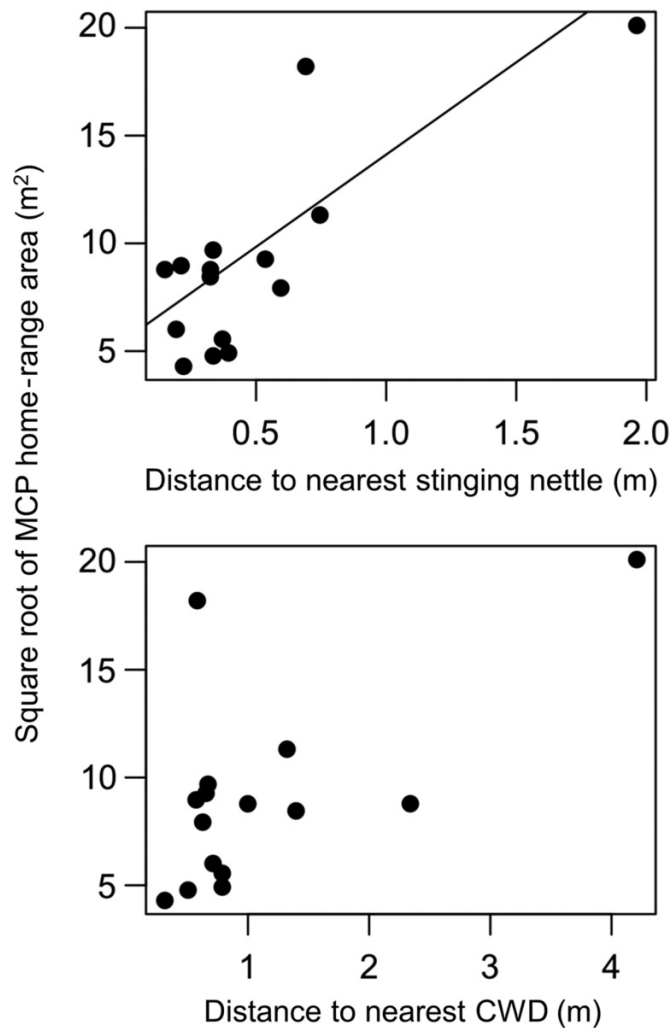 Square root of MCP home-range area (m²)
20
15
10
5
0.5 1.0 1.5 2.0
Distance to nearest stinging nettle (m)
20
15
10
5
1 2 3 4
Distance to nearest CWD (m)